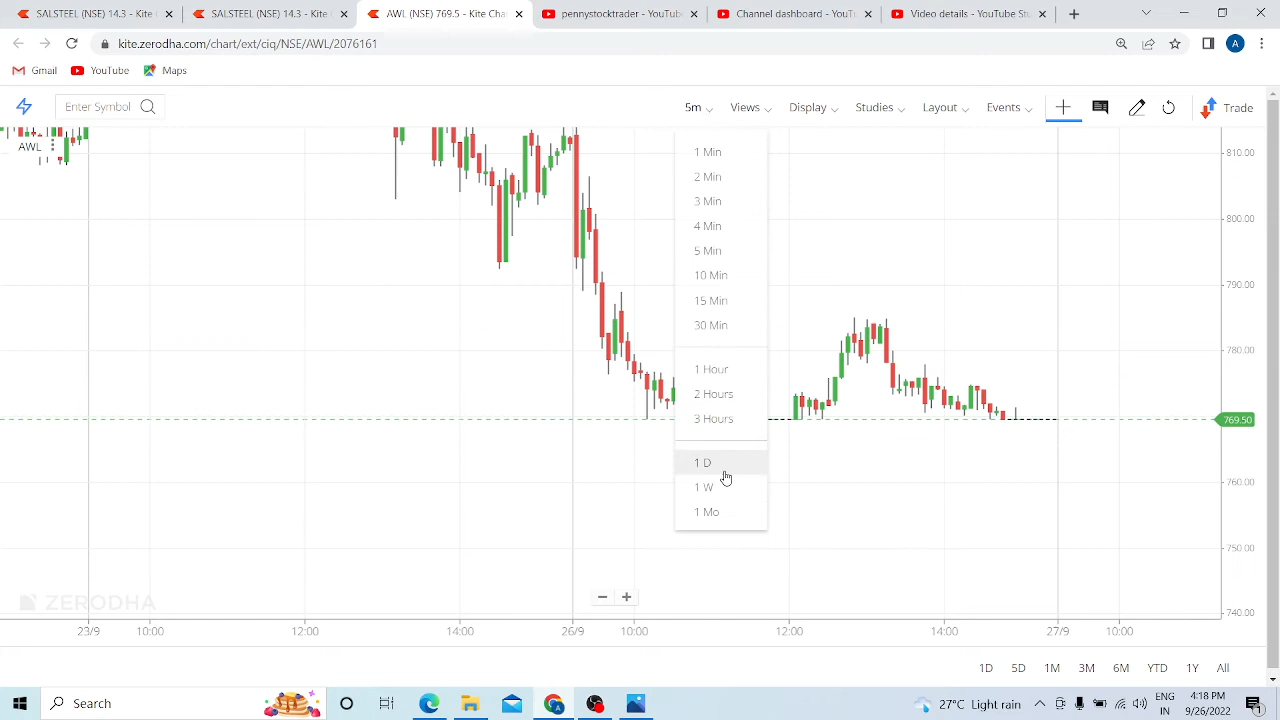 SALSTEEL (NSE) 14.3 - Kite
SALSTEEL (NSE) 14.3 - Kite
AWL (NSE) 769.5 - Kite Cha
pennystocktrader - YouTube
Channel dashboard - YouT
Video details - YouTube St
kite.zerodha.com/chart/ext/ciq/NSE/AWL/2076161
A
Gmail
YouTube
Maps
Enter Symbol
5m
Views
Display
Studies
Layout
Events
Trade
AWL
1 Min
2 Min
3 Min
4 Min
5 Min
10 Min
15 Min
30 Min
1 Hour
2 Hours
3 Hours
1 D
1 W
1 Mo
810.00
800.00
790.00
780.00
769.50
760.00
750.00
740.00
ZERODHA
23/9
10:00
12:00
14:00
26/9
10:00
12:00
14:00
27/9
10:00
1D
5D
1M
3M
6M
YTD
1Y
All
Search
27°C Light rain
ENG
IN
4:18 PM
9/26/2022